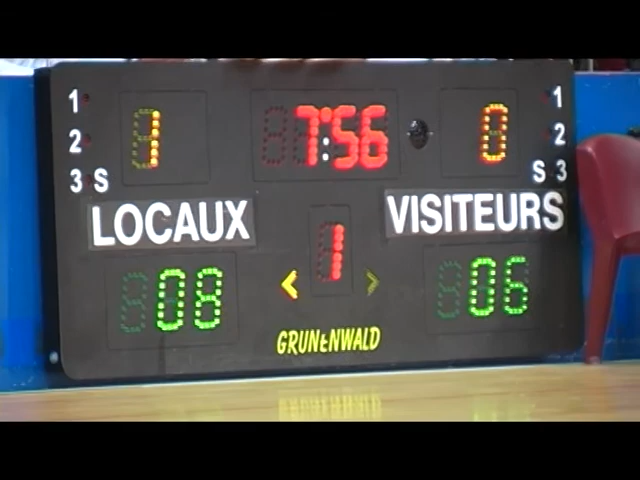 1 1 7:56 0 1
2 2
3 S S 3
LOCAUX VISITEURS
1
08 < > 06
GRUNENWALD